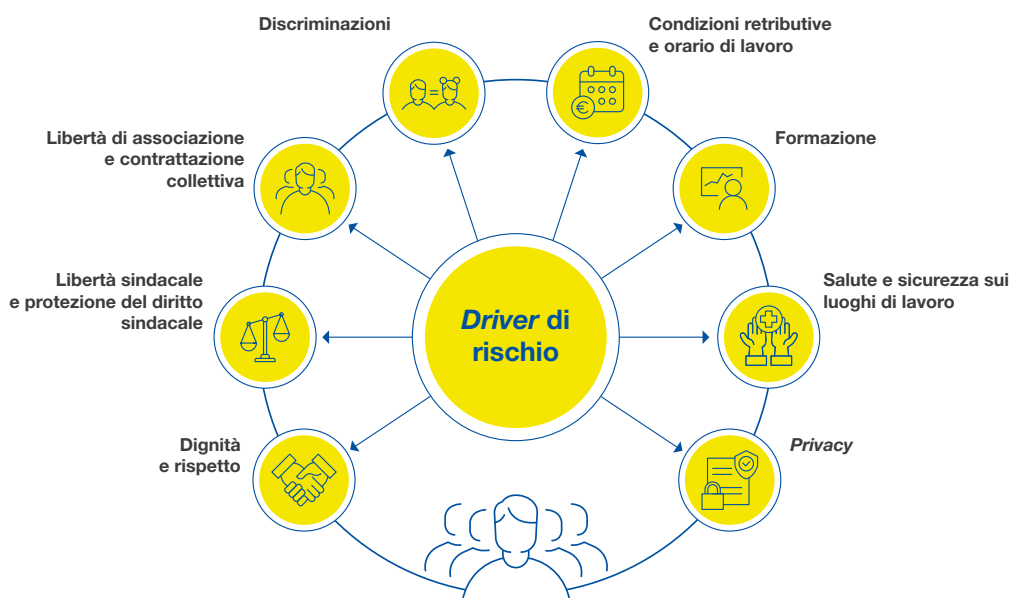 Discriminazioni
Condizioni retributive
e orario di lavoro
Libertà di associazione
e contrattazione
collettiva
Formazione
Libertà sindacale
e protezione del diritto
sindacale
Driver di
rischio
Salute e sicurezza sui
luoghi di lavoro
Dignità
e rispetto
Privacy